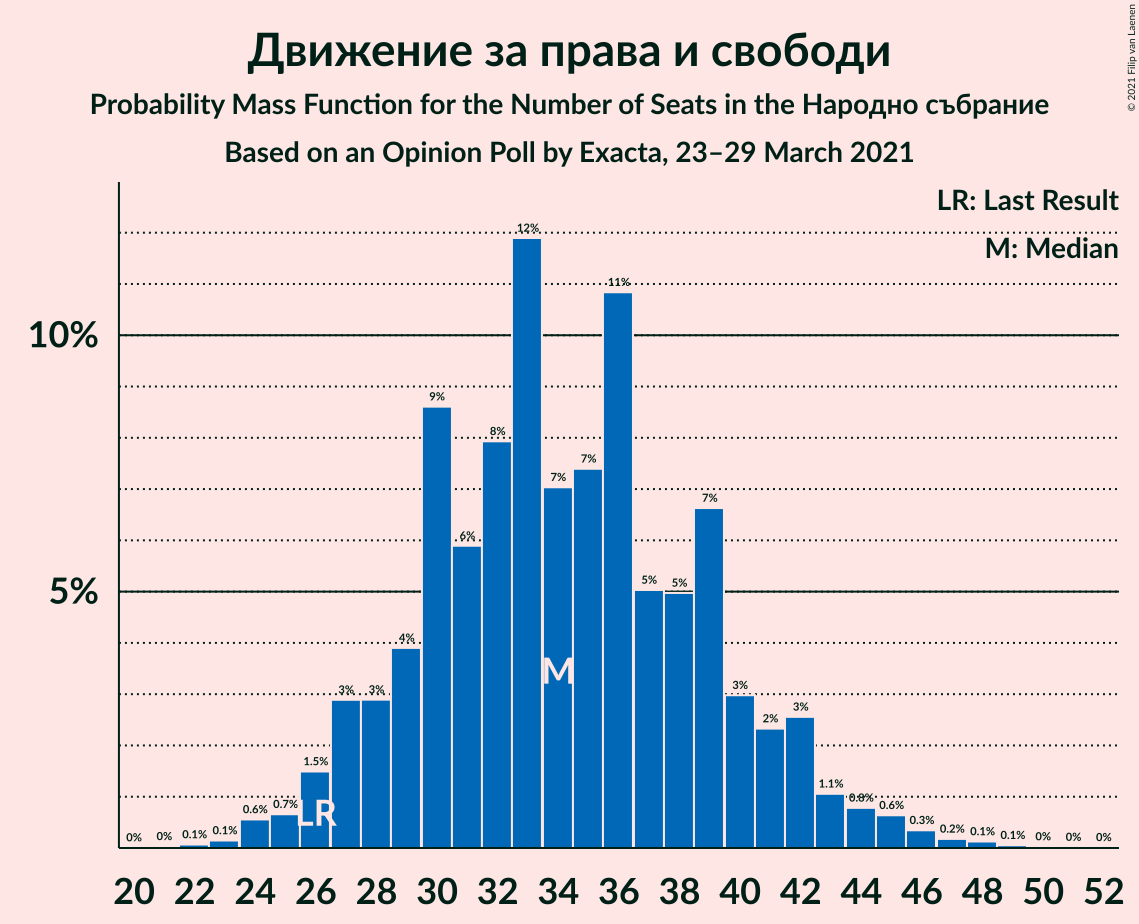 Движение за права и свободи
Probability Mass Function for the Number of Seats in the Народно събрание
Based on an Opinion Poll by Exacta, 23–29 March 2021
© 2021 Filip van Laenen
LR: Last Result
M: Median
10%
5%
0% 0% 0.1% 0.1% 0.6% 0.7% 1.5% 3% 3% 4% 9% 6% 8% 12% 7% 7% 11% 5% 5% 7% 3% 2% 3% 1.1% 0.8% 0.6% 0.3% 0.2% 0.1% 0.1% 0% 0% 0%
LR M
20 22 24 26 28 30 32 34 36 38 40 42 44 46 48 50 52